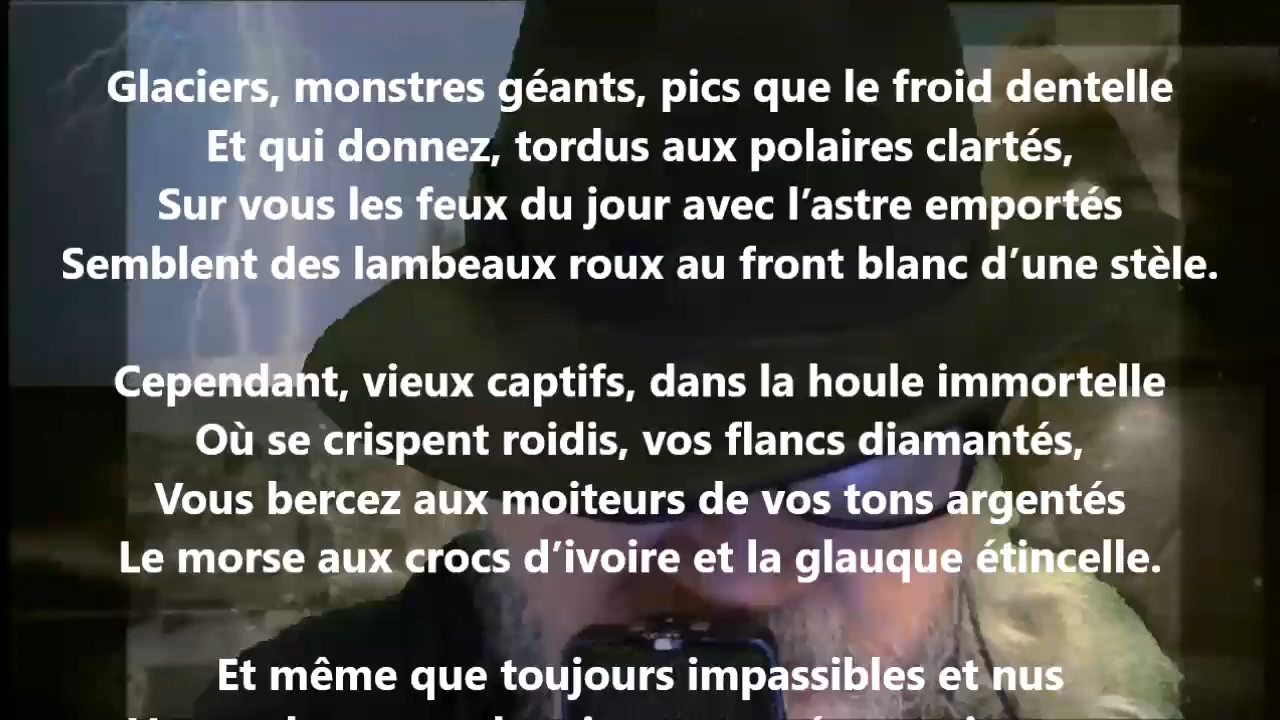 Glaciers, monstres géants, pics que le froid dentelle
Et qui donnez, tordus aux polaires clartés,
Sur vous les feux du jour avec l’astre emportés
Semblent des lambeaux roux au front blanc d’une stèle.
Cependant, vieux captifs, dans la houle immortelle
Où se crispent roidis, vos flancs diamantés,
Vous bercez aux moiteurs de vos tons argentés
Le morse aux crocs d’ivoire et la glauque étincelle.
Et même que toujours impassibles et nus